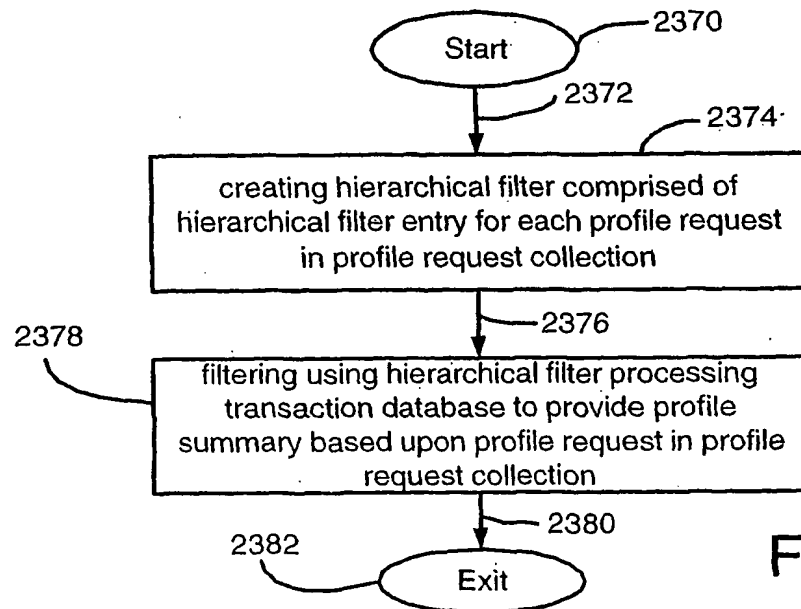 2370
Start
2372
2374
creating hierarchical filter comprised of
hierarchical filter entry for each profile request
in profile request collection
2376
2378
filtering using hierarchical filter processing
transaction database to provide profile
summary based upon profile request in profile
request collection
2380
2382
Exit
F